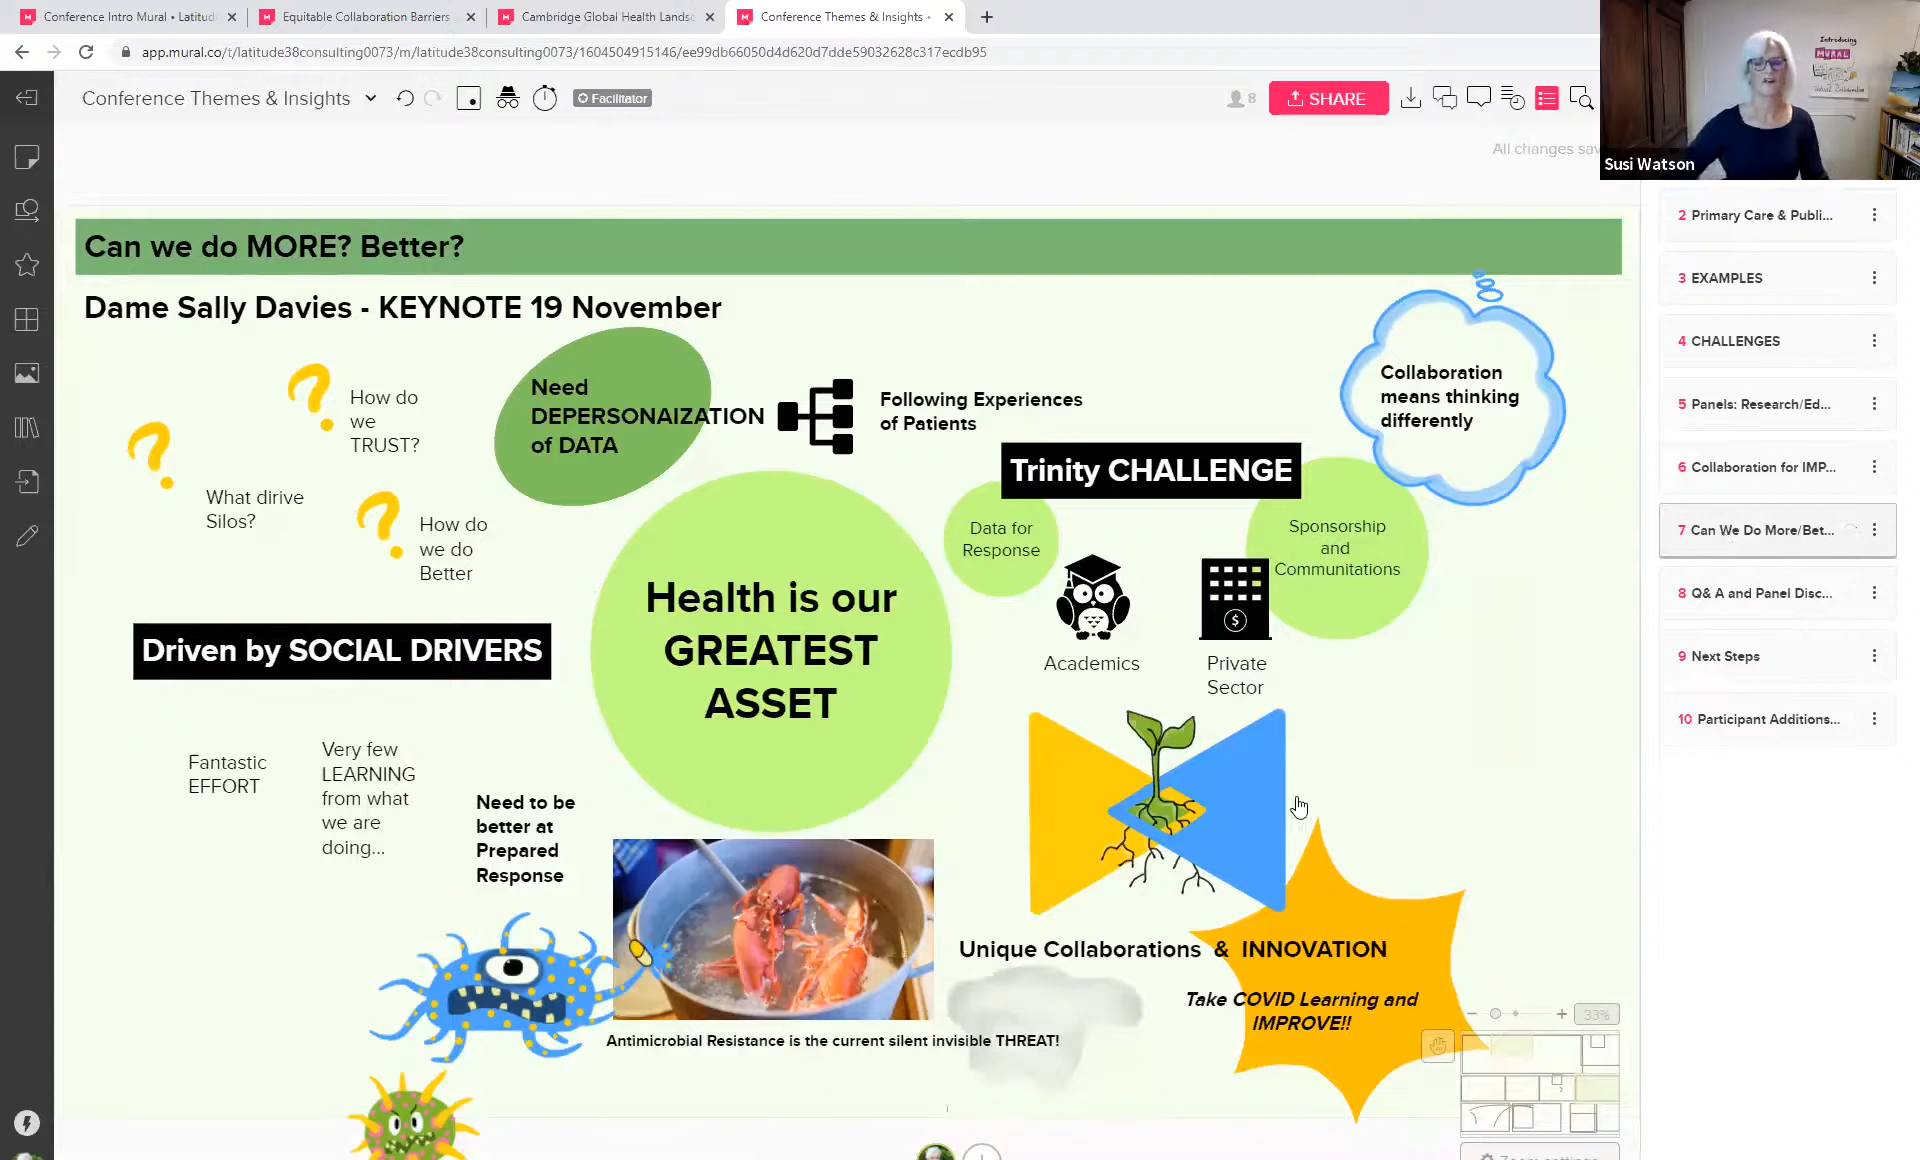 Conference Intro Mural • Latitud
Equitable Collaboration Barriers
Cambridge Global Health Landsc
Conference Themes & Insights •
app.mural.co/t/latitude38consulting0073/m/latitude38consulting0073/1604504915146/ee99db66050d4d620d7dde59032628c317ecdb95
Conference Themes & Insights
Facilitator
8
SHARE
All changes sav
Introducing
MURAL
Susi Watson
Can we do MORE? Better?
Dame Sally Davies - KEYNOTE 19 November
How do
we
TRUST?
What dirive
Silos?
How do
we do
Better
Need
DEPERSONAIZATION
of DATA
Following Experiences
of Patients
Collaboration
means thinking
differently
Trinity CHALLENGE
Data for
Response
Sponsorship
and
Communitations
Academics
Private
Sector
Health is our
GREATEST
ASSET
Driven by SOCIAL DRIVERS
Fantastic
EFFORT
Very few
LEARNING
from what
we are
doing...
Need to be
better at
Prepared
Response
Antimicrobial Resistance is the current silent invisible THREAT!
Unique Collaborations & INNOVATION
Take COVID Learning and
IMPROVE!!
2 Primary Care & Publi...
3 EXAMPLES
4 CHALLENGES
5 Panels: Research/Ed...
6 Collaboration for IMP...
7 Can We Do More/Bet...
8 Q& A and Panel Disc...
9 Next Steps
10 Participant Additions...
33%
Zoom settings